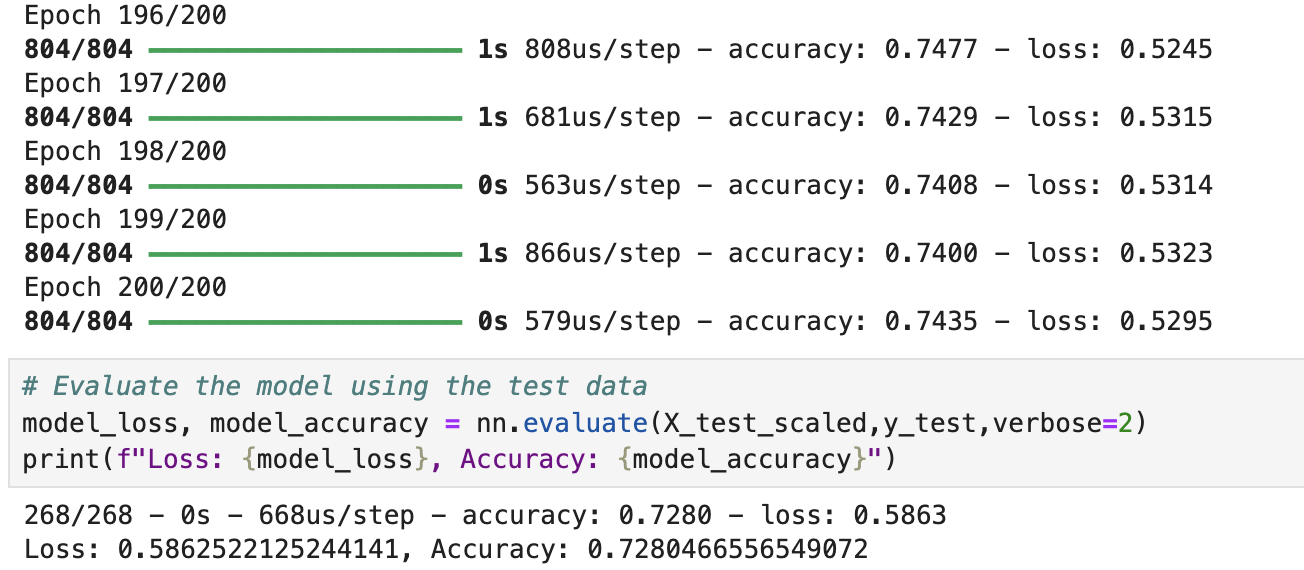 Epoch 196/200
804/804 ━━━━━━━━━━━━━━━━━━━━ 1s 808us/step - accuracy: 0.7477 - loss: 0.5245
Epoch 197/200
804/804 ━━━━━━━━━━━━━━━━━━━━ 1s 681us/step - accuracy: 0.7429 - loss: 0.5315
Epoch 198/200
804/804 ━━━━━━━━━━━━━━━━━━━━ 0s 563us/step - accuracy: 0.7408 - loss: 0.5314
Epoch 199/200
804/804 ━━━━━━━━━━━━━━━━━━━━ 1s 866us/step - accuracy: 0.7400 - loss: 0.5323
Epoch 200/200
804/804 ━━━━━━━━━━━━━━━━━━━━ 0s 579us/step - accuracy: 0.7435 - loss: 0.5295
# Evaluate the model using the test data
model_loss, model_accuracy = nn.evaluate(X_test_scaled,y_test,verbose=2)
print(f"Loss: {model_loss}, Accuracy: {model_accuracy}")
268/268 - 0s - 668us/step - accuracy: 0.7280 - loss: 0.5863
Loss: 0.5862522125244141, Accuracy: 0.7280466556549072